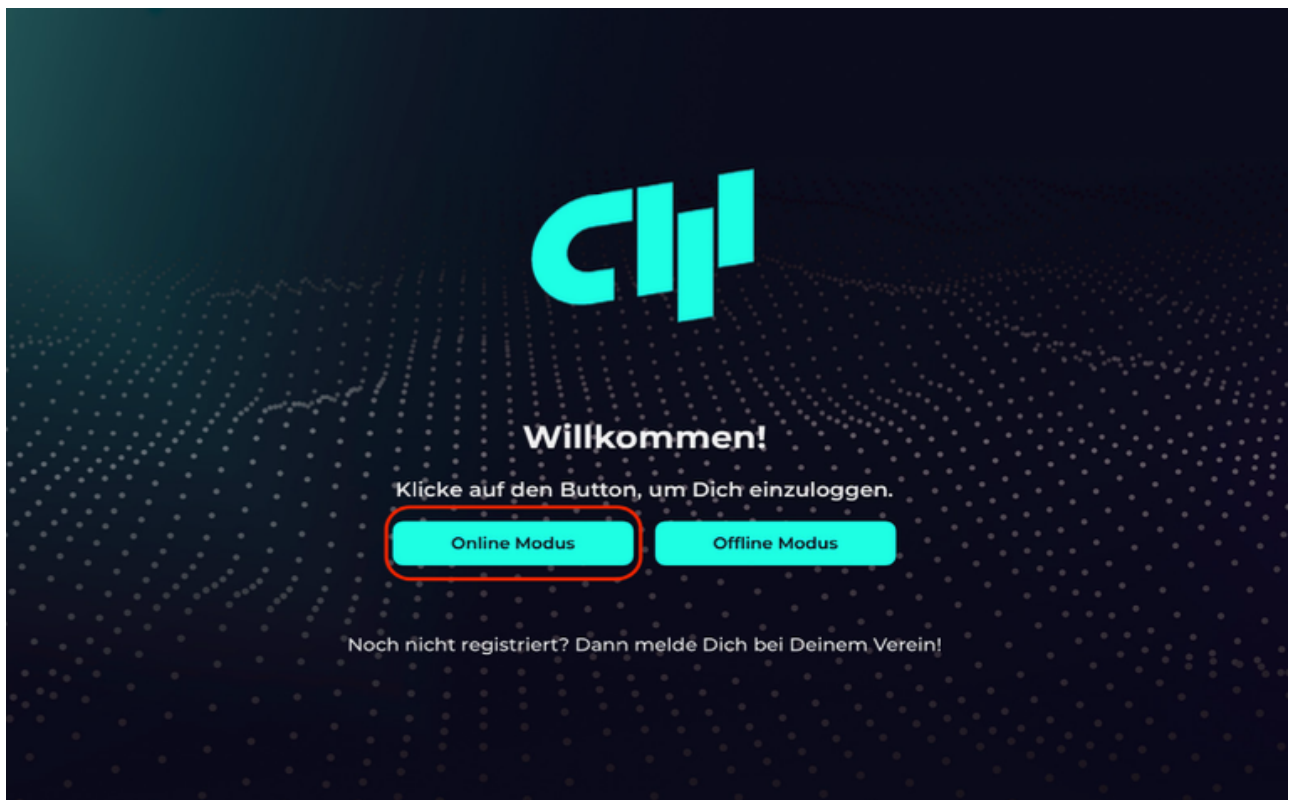 Willkommen!
Klicke auf den Button, um Dich einzuloggen.
Online Modus
Offline Modus
Noch nicht registriert? Dann melde Dich bei Deinem Verein!